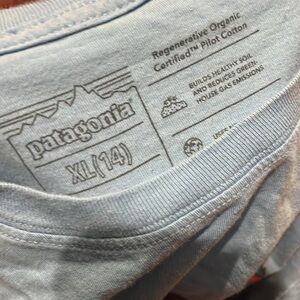 patagonia
XL(14)
Regenerative Organic
Certified™ Pilot Cotton
BUILDS HEALTHY SOIL
AND REDUCES GREEN-
HOUSE GAS EMISSIONS